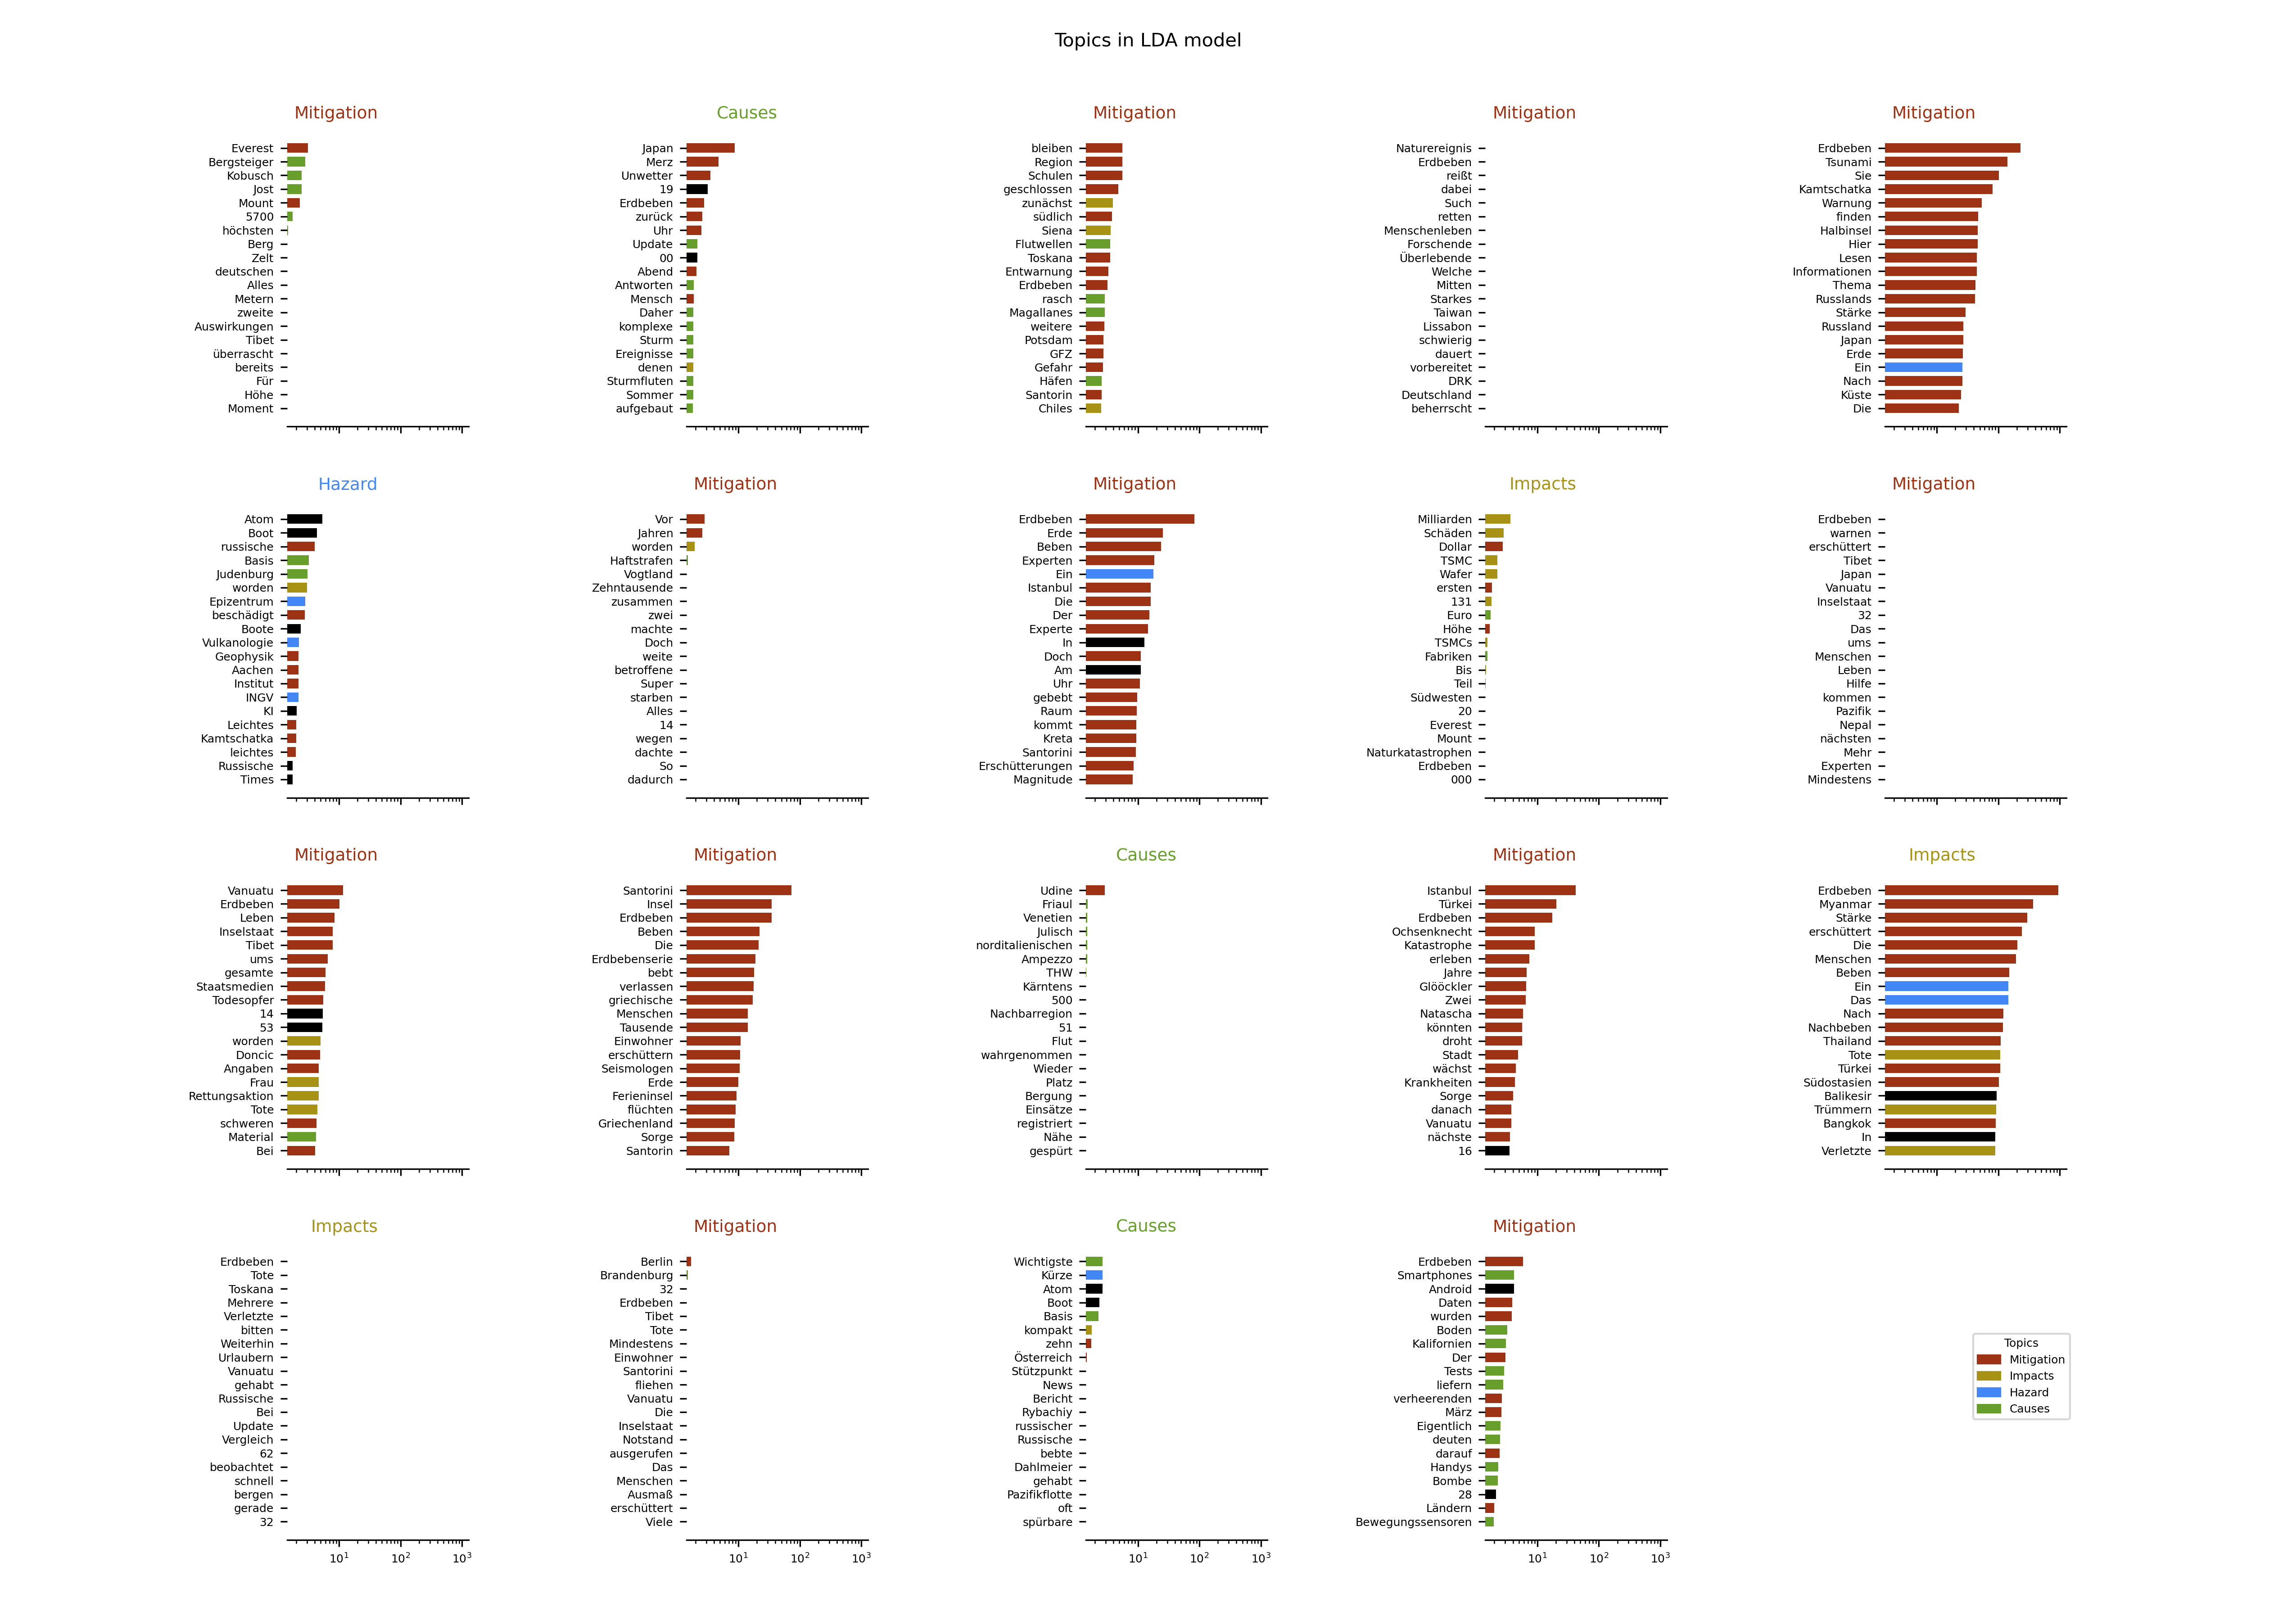 Topics in LDA model
Mitigation
Everest
Bergsteiger
Kobusch
Jost
Mount
5700
höchsten
Berg
Zelt
deutschen
Alles
Metern
zweite
Auswirkungen
Tibet
überrascht
bereits
Für
Höhe
Moment
Causes
Japan
Merz
Unwetter
19
Erdbeben
zurück
Uhr
Update
00
Abend
Antworten
Mensch
Daher
komplexe
Sturm
Ereignisse
denen
Sturmfluten
Sommer
aufgebaut
Mitigation
bleiben
Region
Schulen
geschlossen
zunächst
südlich
Siena
Flutwellen
Toskana
Entwarnung
Erdbeben
rasch
Magallanes
weitere
Potsdam
GFZ
Gefahr
Häfen
Santorin
Chiles
Mitigation
Naturereignis
Erdbeben
reißt
dabei
Such
retten
Menschenleben
Forschende
Überlebende
Welche
Mitten
Starkes
Taiwan
Lissabon
schwierig
dauert
vorbereitet
DRK
Deutschland
beherrscht
Mitigation
Erdbeben
Tsunami
Sie
Kamtschatka
Warnung
finden
Halbinsel
Hier
Lesen
Informationen
Thema
Russlands
Stärke
Russland
Japan
Erde
Ein
Nach
Küste
Die
Hazard
Atom
Boot
russische
Basis
Judenburg
worden
Epizentrum
beschädigt
Boote
Vulkanologie
Geophysik
Aachen
Institut
INGV
KI
Leichtes
Kamtschatka
leichtes
Russische
Times
Mitigation
Vor
Jahren
worden
Haftstrafen
Vogtland
Zehntausende
zusammen
zwei
machte
Doch
weite
betroffene
Super
starben
Alles
14
wegen
dachte
So
dadurch
Mitigation
Erdbeben
Erde
Beben
Experten
Ein
Istanbul
Die
Der
Experte
In
Doch
Am
Uhr
gebebt
Raum
kommt
Kreta
Santorini
Erschütterungen
Magnitude
Impacts
Milliarden
Schäden
Dollar
TSMC
Wafer
ersten
131
Euro
Höhe
TSMCs
Fabriken
Bis
Teil
Südwesten
20
Everest
Mount
Naturkatastrophen
Erdbeben
000
Mitigation
Erdbeben
warnen
erschüttert
Tibet
Japan
Vanuatu
Inselstaat
32
Das
ums
Menschen
Leben
Hilfe
kommen
Pazifik
Nepal
nächsten
Mehr
Experten
Mindestens
Mitigation
Vanuatu
Erdbeben
Leben
Inselstaat
Tibet
ums
gesamte
Staatsmedien
Todesopfer
14
53
worden
Doncic
Angaben
Frau
Rettungsaktion
Tote
schweren
Material
Bei
Mitigation
Santorini
Insel
Erdbeben
Beben
Die
Erdbebenserie
bebt
verlassen
griechische
Menschen
Tausende
Einwohner
erschüttern
Seismologen
Erde
Ferieninsel
flüchten
Griechenland
Sorge
Santorin
Causes
Udine
Friaul
Venetien
Julisch
norditalienischen
Ampezzo
THW
Kärntens
500
Nachbarregion
51
Flut
wahrgenommen
Wieder
Platz
Bergung
Einsätze
registriert
Nähe
gespürt
Mitigation
Istanbul
Türkei
Erdbeben
Ochsenknecht
Katastrophe
erleben
Jahre
Glööckler
Zwei
Natascha
könnten
droht
Stadt
wächst
Krankheiten
Sorge
danach
Vanuatu
nächste
16
Impacts
Erdbeben
Myanmar
Stärke
erschüttert
Die
Menschen
Beben
Ein
Das
Nach
Nachbeben
Thailand
Tote
Türkei
Südostasien
Balikesir
Trümmern
Bangkok
In
Verletzte
Impacts
Erdbeben
Tote
Toskana
Mehrere
Verletzte
bitten
Weiterhin
Urlaubern
Vanuatu
gehabt
Russische
Bei
Update
Vergleich
62
beobachtet
schnell
bergen
gerade
32
10¹ 10² 10³
Mitigation
Berlin
Brandenburg
32
Erdbeben
Tibet
Tote
Mindestens
Einwohner
Santorini
fliehen
Vanuatu
Die
Inselstaat
Notstand
ausgerufen
Das
Menschen
Ausmaß
erschüttert
Viele
10¹ 10² 10³
Causes
Wichtigste
Kürze
Atom
Boot
Basis
kompakt
zehn
Österreich
Stützpunkt
News
Bericht
Rybachiy
russischer
Russische
bebte
Dahlmeier
gehabt
Pazifikflotte
oft
spürbare
10¹ 10² 10³
Mitigation
Erdbeben
Smartphones
Android
Daten
wurden
Boden
Kalifornien
Der
Tests
liefern
verheerenden
März
Eigentlich
deuten
darauf
Handys
Bombe
28
Ländern
Bewegungssensoren
10¹ 10² 10³
Topics
Mitigation
Impacts
Hazard
Causes